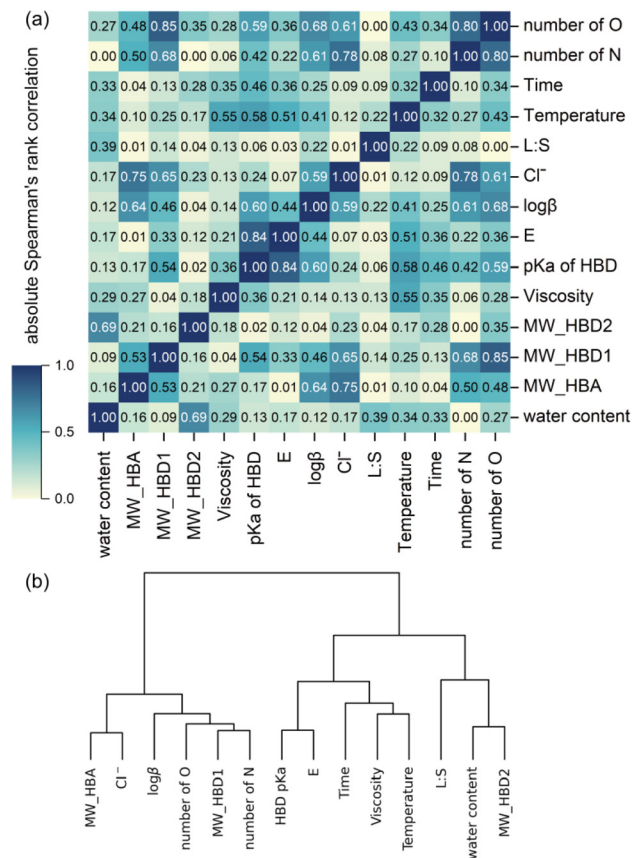 (a)
absolute Spearman's rank correlation
0.27 0.48 0.85 0.35 0.28 0.59 0.36 0.68 0.61 0.00 0.43 0.34 0.80 1.00 number of O
0.00 0.50 0.68 0.00 0.06 0.42 0.22 0.61 0.78 0.08 0.27 0.10 1.00 0.80 number of N
0.33 0.04 0.13 0.28 0.35 0.46 0.36 0.25 0.09 0.09 0.32 1.00 0.10 0.34 Time
0.34 0.10 0.25 0.17 0.55 0.58 0.51 0.41 0.12 0.22 1.00 0.32 0.27 0.43 Temperature
0.39 0.01 0.14 0.04 0.13 0.06 0.03 0.22 0.01 1.00 0.22 0.09 0.08 0.00 L:S
0.17 0.75 0.65 0.23 0.13 0.24 0.07 0.59 1.00 0.01 0.12 0.09 0.78 0.61 Cl⁻
0.12 0.64 0.46 0.04 0.14 0.60 0.44 1.00 0.59 0.22 0.41 0.25 0.61 0.68 logβ
0.17 0.01 0.33 0.12 0.21 0.84 1.00 0.44 0.07 0.03 0.51 0.36 0.22 0.36 E
0.13 0.17 0.54 0.02 0.36 1.00 0.84 0.60 0.24 0.06 0.58 0.46 0.42 0.59 pKa of HBD
0.29 0.27 0.04 0.18 1.00 0.36 0.21 0.14 0.13 0.13 0.55 0.35 0.06 0.28 Viscosity
0.69 0.21 0.16 1.00 0.18 0.02 0.12 0.04 0.23 0.04 0.17 0.28 0.00 0.35 MW_HBD2
0.09 0.53 1.00 0.16 0.04 0.54 0.33 0.46 0.65 0.14 0.25 0.13 0.68 0.85 MW_HBD1
0.16 1.00 0.53 0.21 0.27 0.17 0.01 0.64 0.75 0.01 0.10 0.04 0.50 0.48 MW_HBA
1.00 0.16 0.09 0.69 0.29 0.13 0.17 0.12 0.17 0.39 0.34 0.33 0.00 0.27 water content
1.0
0.5
0.0
water content
MW_HBA
MW_HBD1
MW_HBD2
Viscosity
pKa of HBD
E
logβ
Cl⁻
L:S
Temperature
Time
number of N
number of O
(b)
MW_HBA
Cl⁻
logβ
number of O
MW_HBD1
number of N
HBD pKa
E
Time
Viscosity
Temperature
L:S
water content
MW_HBD2